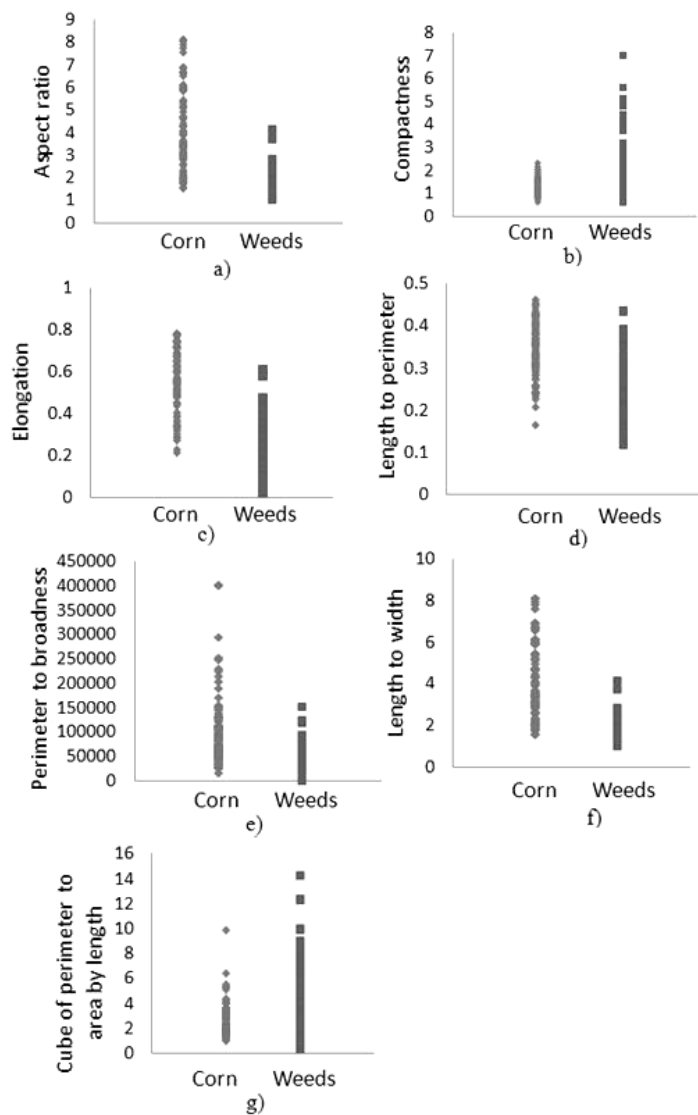 Aspect ratio
9
8
7
6
5
4
3
2
1
0
Corn Weeds
a)
Compactness
8
7
6
5
4
3
2
1
0
Corn Weeds
b)
Elongation
1
0.8
0.6
0.4
0.2
0
Corn Weeds
c)
Length to perimeter
0.5
0.4
0.3
0.2
0.1
0
Corn Weeds
d)
Perimeter to broadness
450000
400000
350000
300000
250000
200000
150000
100000
50000
0
Corn Weeds
e)
Length to width
10
8
6
4
2
0
Corn Weeds
f)
Cube of perimeter to
area by length
16
14
12
10
8
6
4
2
0
Corn Weeds
g)